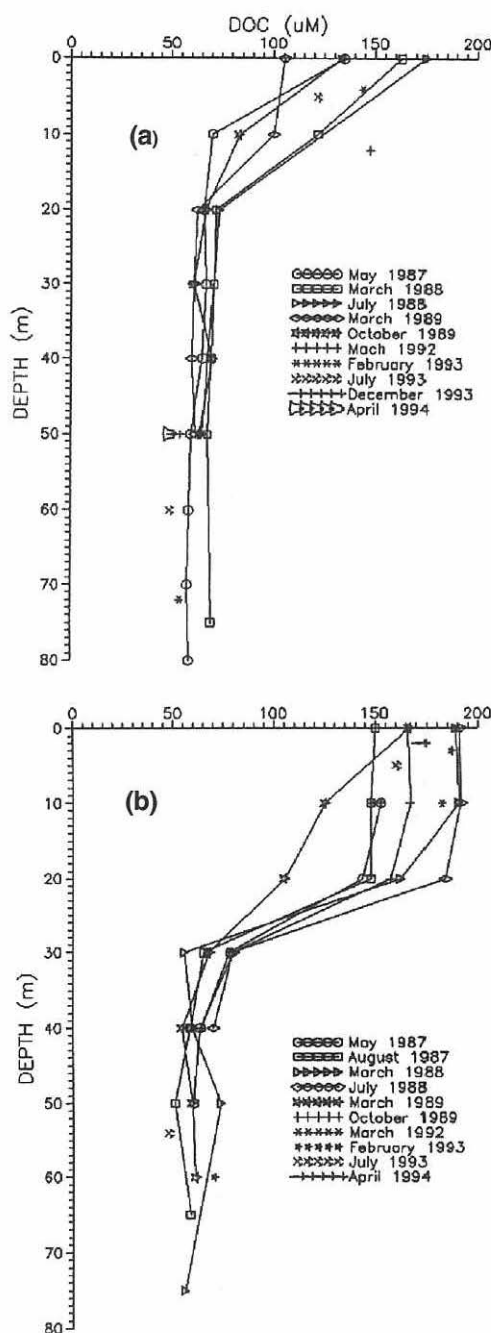 DOC (uM)
0 50 100 150 200
0
10
(a)
20
30
40
50
60
70
80
DEPTH (m)
May 1987
March 1988
July 1988
March 1989
October 1989
Mach 1992
February 1993
July 1993
December 1993
April 1994
0 50 100 150 200
0
(b)
10
20
30
40
50
60
70
80
DEPTH (m)
May 1987
August 1987
March 1988
July 1988
March 1989
October 1989
March 1992
February 1993
July 1993
April 1994